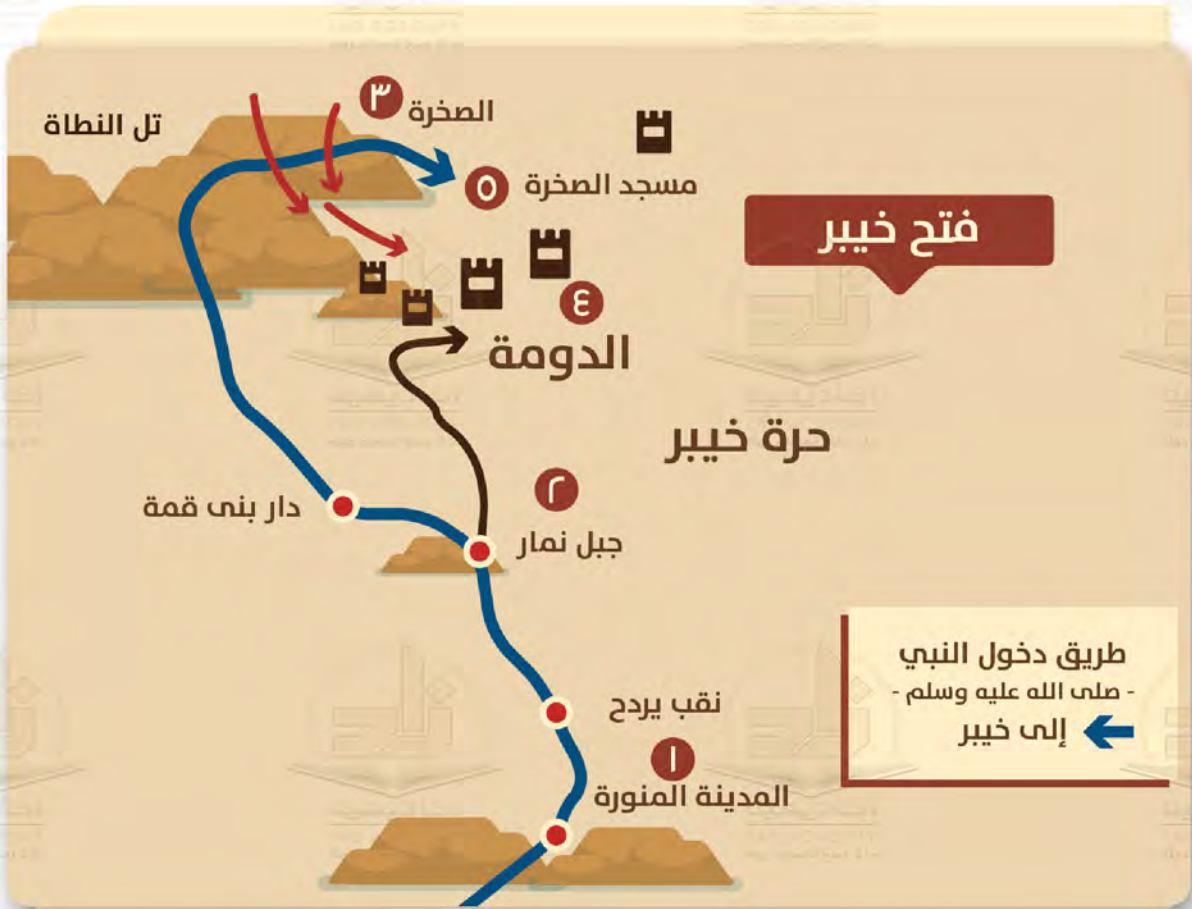 ٣
الصخرة
تل النطاة
٥
مسجد الصخرة
فتح خيبر
٤
الدومة
حرة خيبر
٢
جبل نمار
دار بنى قمة
نقب يردح
١
المدينة المنورة
طريق دخول النبي
- صلى الله عليه وسلم -
إلى خيبر